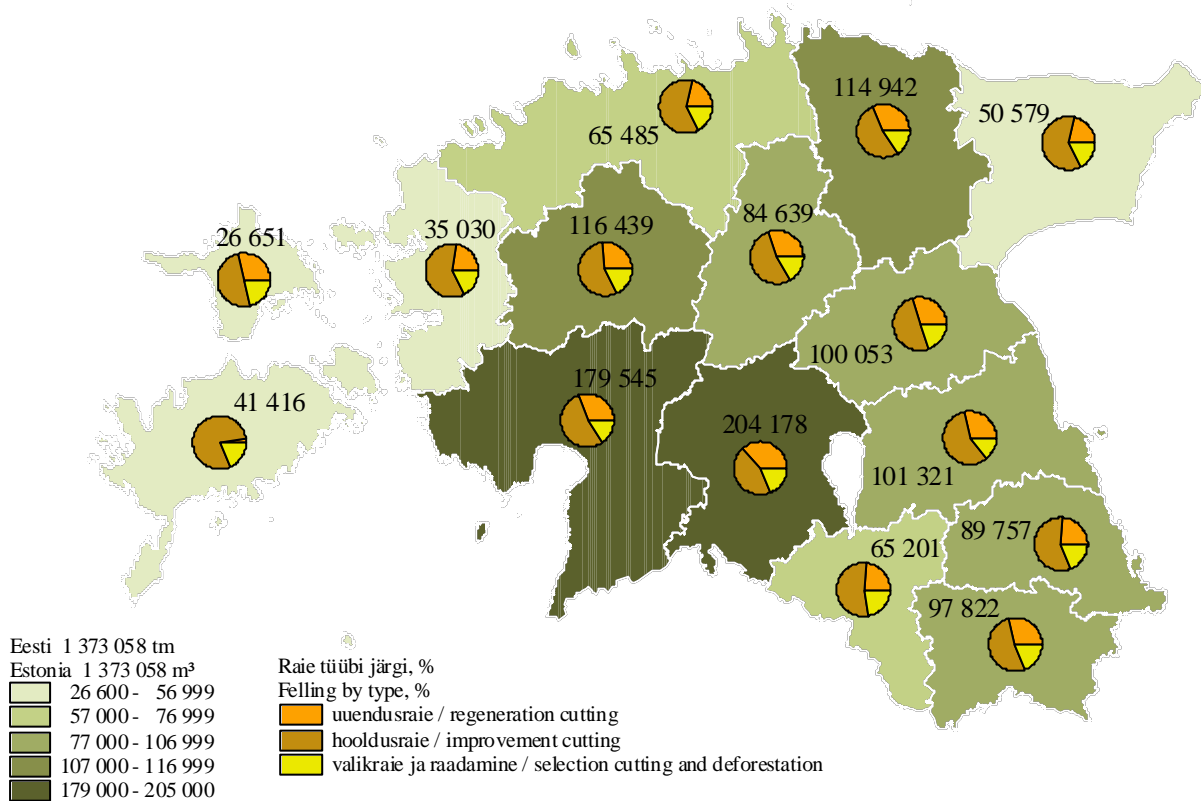 114 942
50 579
65 485
84 639
26 651
35 030
116 439
100 053
179 545
41 416
204 178
101 321
89 757
65 201
97 822
Eesti 1 373 058 tm
Estonia 1 373 058 m³
26 600 - 56 999
57 000 - 76 999
77 000 - 106 999
107 000 - 116 999
179 000 - 205 000
Raie tüübi järgi, %
Felling by type, %
uuendusraie / regeneration cutting
hooldusraie / improvement cutting
valikraie ja raadamine / selection cutting and deforestation